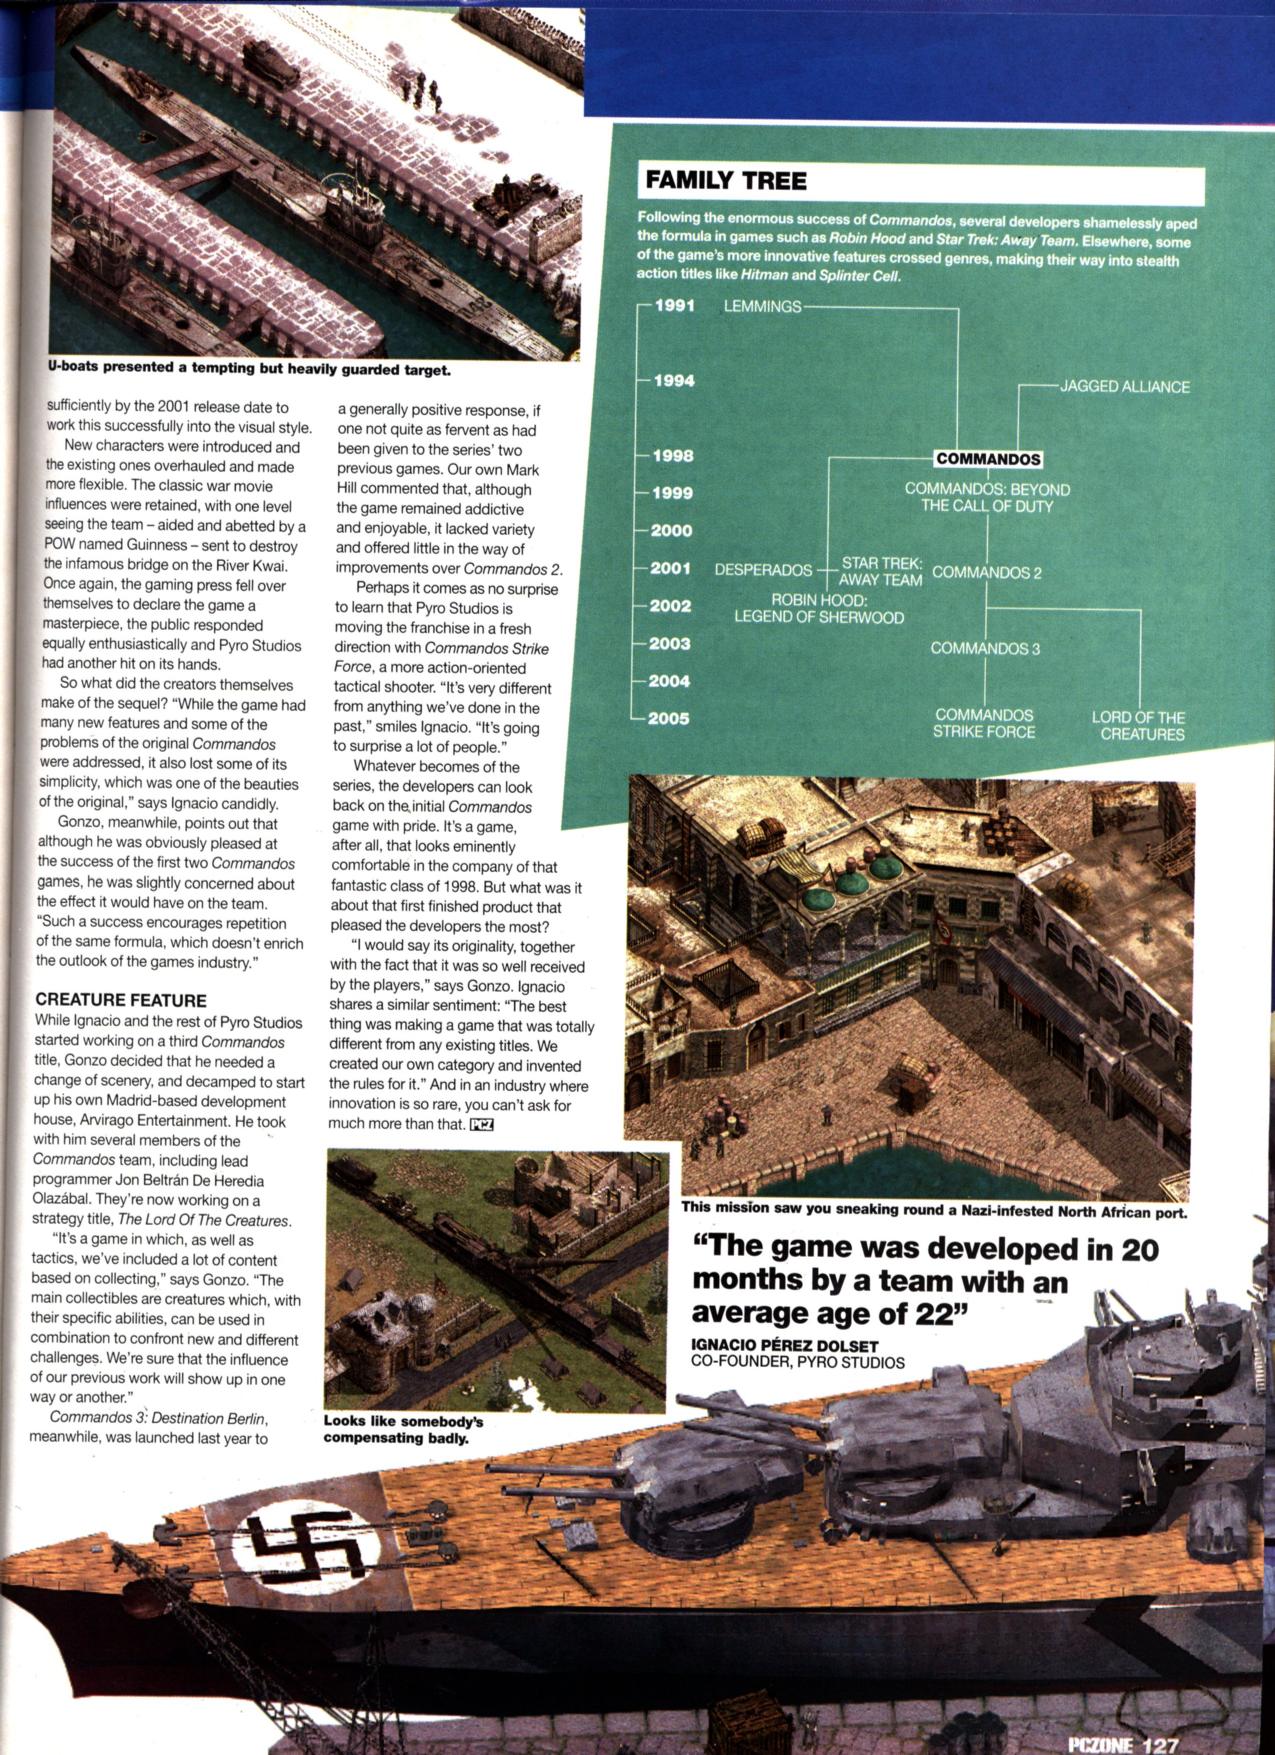 U-boats presented a tempting but heavily guarded target.
sufficiently by the 2001 release date to
work this successfully into the visual style.
New characters were introduced and
the existing ones overhauled and made
more flexible. The classic war movie
influences were retained, with one level
seeing the team – aided and abetted by a
POW named Guinness – sent to destroy
the infamous bridge on the River Kwai.
Once again, the gaming press fell over
themselves to declare the game a
masterpiece, the public responded
equally enthusiastically and Pyro Studios
had another hit on its hands.
So what did the creators themselves
make of the sequel? “While the game had
many new features and some of the
problems of the original Commandos
were addressed, it also lost some of its
simplicity, which was one of the beauties
of the original,” says Ignacio candidly.
Gonzo, meanwhile, points out that
although he was obviously pleased at
the success of the first two Commandos
games, he was slightly concerned about
the effect it would have on the team.
“Such a success encourages repetition
of the same formula, which doesn’t enrich
the outlook of the games industry.”
CREATURE FEATURE
While Ignacio and the rest of Pyro Studios
started working on a third Commandos
title, Gonzo decided that he needed a
change of scenery, and decamped to start
up his own Madrid-based development
house, Arvirago Entertainment. He took
with him several members of the
Commandos team, including lead
programmer Jon Beltrán De Heredia
Olazábal. They’re now working on a
strategy title, The Lord Of The Creatures.
“It’s a game in which, as well as
tactics, we’ve included a lot of content
based on collecting,” says Gonzo. “The
main collectibles are creatures which, with
their specific abilities, can be used in
combination to confront new and different
challenges. We’re sure that the influence
of our previous work will show up in one
way or another.”
Commandos 3: Destination Berlin,
meanwhile, was launched last year to
a generally positive response, if
one not quite as fervent as had
been given to the series’ two
previous games. Our own Mark
Hill commented that, although
the game remained addictive
and enjoyable, it lacked variety
and offered little in the way of
improvements over Commandos 2.
Perhaps it comes as no surprise
to learn that Pyro Studios is
moving the franchise in a fresh
direction with Commandos Strike
Force, a more action-oriented
tactical shooter. “It’s very different
from anything we’ve done in the
past,” smiles Ignacio. “It’s going
to surprise a lot of people.”
Whatever becomes of the
series, the developers can look
back on the initial Commandos
game with pride. It’s a game,
after all, that looks eminently
comfortable in the company of that
fantastic class of 1998. But what was it
about that first finished product that
pleased the developers the most?
“I would say its originality, together
with the fact that it was so well received
by the players,” says Gonzo. Ignacio
shares a similar sentiment: “The best
thing was making a game that was totally
different from any existing titles. We
created our own category and invented
the rules for it.” And in an industry where
innovation is so rare, you can’t ask for
much more than that. PCZ
Looks like somebody’s
compensating badly.
FAMILY TREE
Following the enormous success of Commandos, several developers shamelessly aped
the formula in games such as Robin Hood and Star Trek: Away Team. Elsewhere, some
of the game’s more innovative features crossed genres, making their way into stealth
action titles like Hitman and Splinter Cell.
1991 LEMMINGS
1994 JAGGED ALLIANCE
1998 COMMANDOS
1999 COMMANDOS: BEYOND
THE CALL OF DUTY
2000
2001 DESPERADOS STAR TREK:
AWAY TEAM COMMANDOS 2
2002 ROBIN HOOD:
LEGEND OF SHERWOOD
2003 COMMANDOS 3
2004
2005 COMMANDOS
STRIKE FORCE LORD OF THE
CREATURES
This mission saw you sneaking round a Nazi-infested North African port.
“The game was developed in 20
months by a team with an
average age of 22”
IGNACIO PÉREZ DOLSET
CO-FOUNDER, PYRO STUDIOS
PCZONE 127